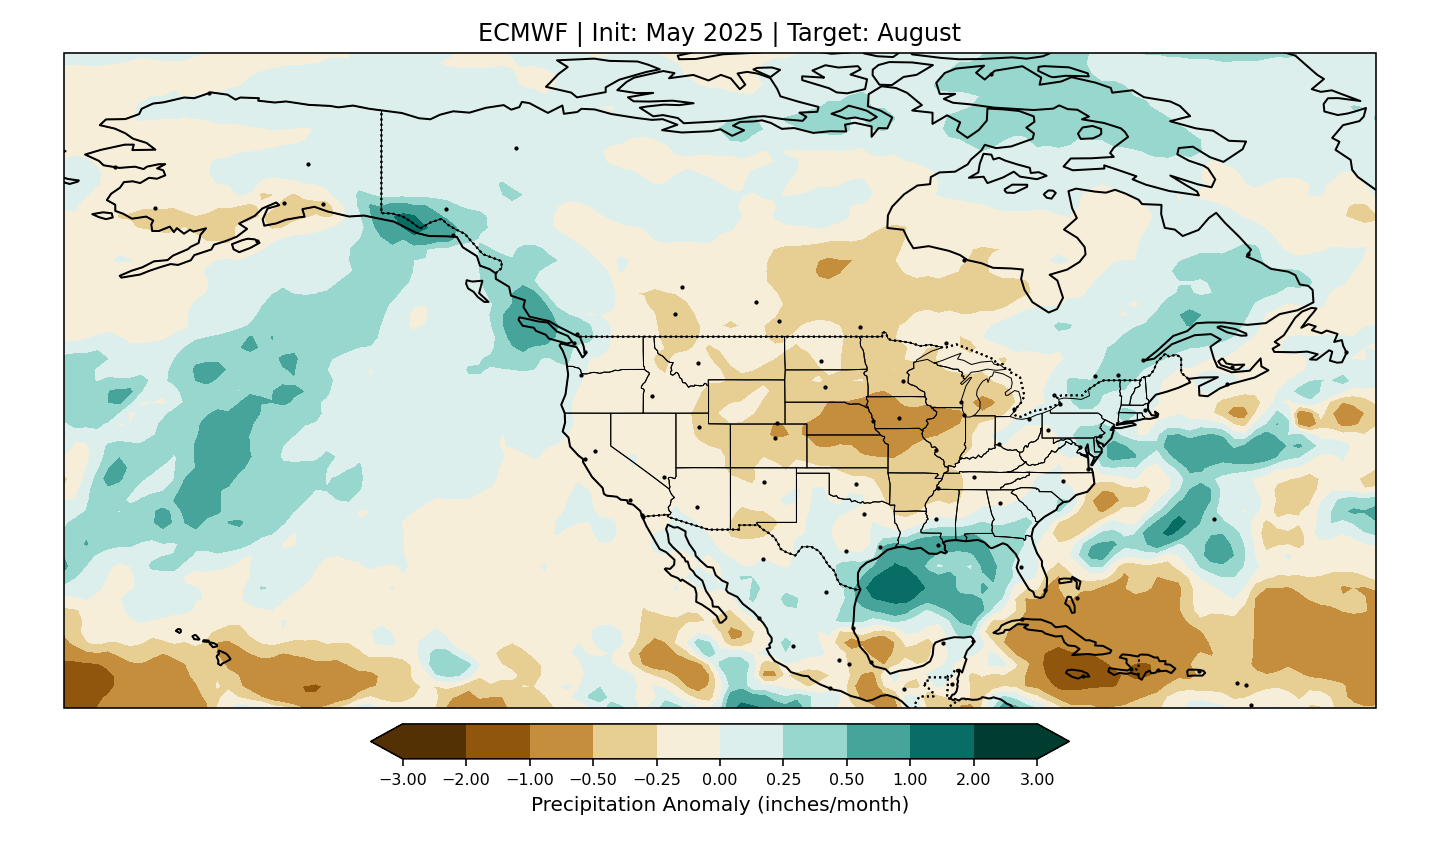 ECMWF | Init: May 2025 | Target: August
−3.00 −2.00 −1.00 −0.50 −0.25 0.00 0.25 0.50 1.00 2.00 3.00
Precipitation Anomaly (inches/month)